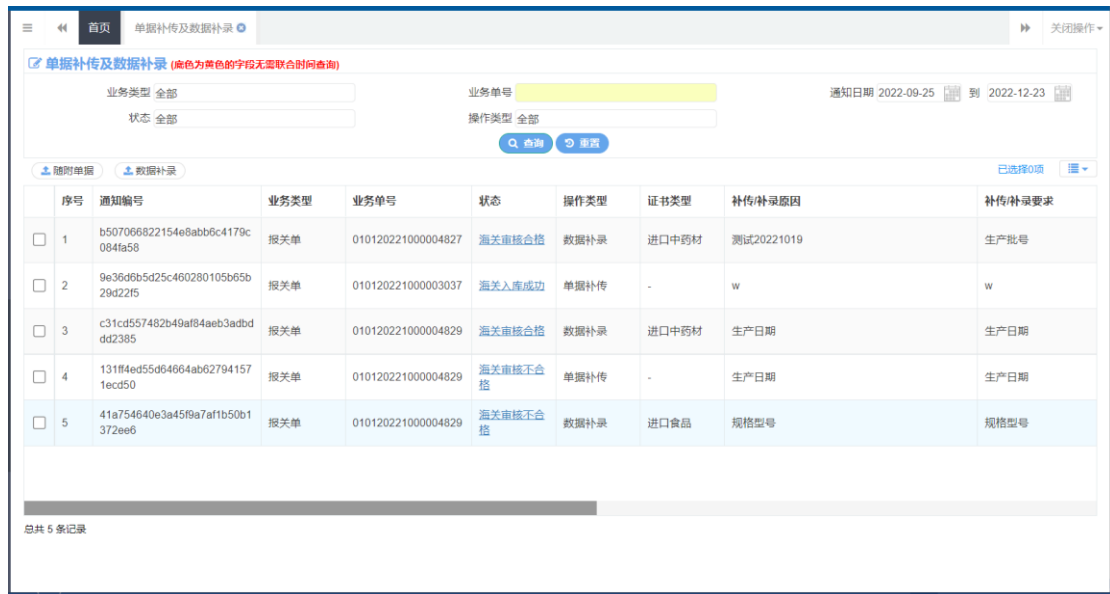 首页 单据补传及数据补录 关闭操作
单据补传及数据补录 (底色为黄色的字段无需联合时间查询)
业务类型 全部 业务单号 通知日期 2022-09-25 到 2022-12-23
状态 全部 操作类型 全部
查询 重置
随附单据 数据补录 已选择0项
序号 通知编号 业务类型 业务单号 状态 操作类型 证书类型 补传/补录原因 补传/补录要求
1 b507066822154e8abb6c4179c 报关单 010120221000004827 海关审核合格 数据补录 进口中药材 测试20221019 生产批号
084fa58
2 9e36d6b5d25c460280105b65b 报关单 010120221000003037 海关入库成功 单据补传 - w w
29d22f5
3 c31cd557482b49af84aeb3adbd 报关单 010120221000004829 海关审核合格 数据补录 进口中药材 生产日期 生产日期
dd2385
4 131ff4ed55d64664ab62794157 报关单 010120221000004829 海关审核不合 单据补传 - 生产日期 生产日期
1ecd50 格
5 41a754640e3a45f9a7af1b50b1 报关单 010120221000004829 海关审核不合 数据补录 进口食品 规格型号 规格型号
372ee6 格
总共 5 条记录